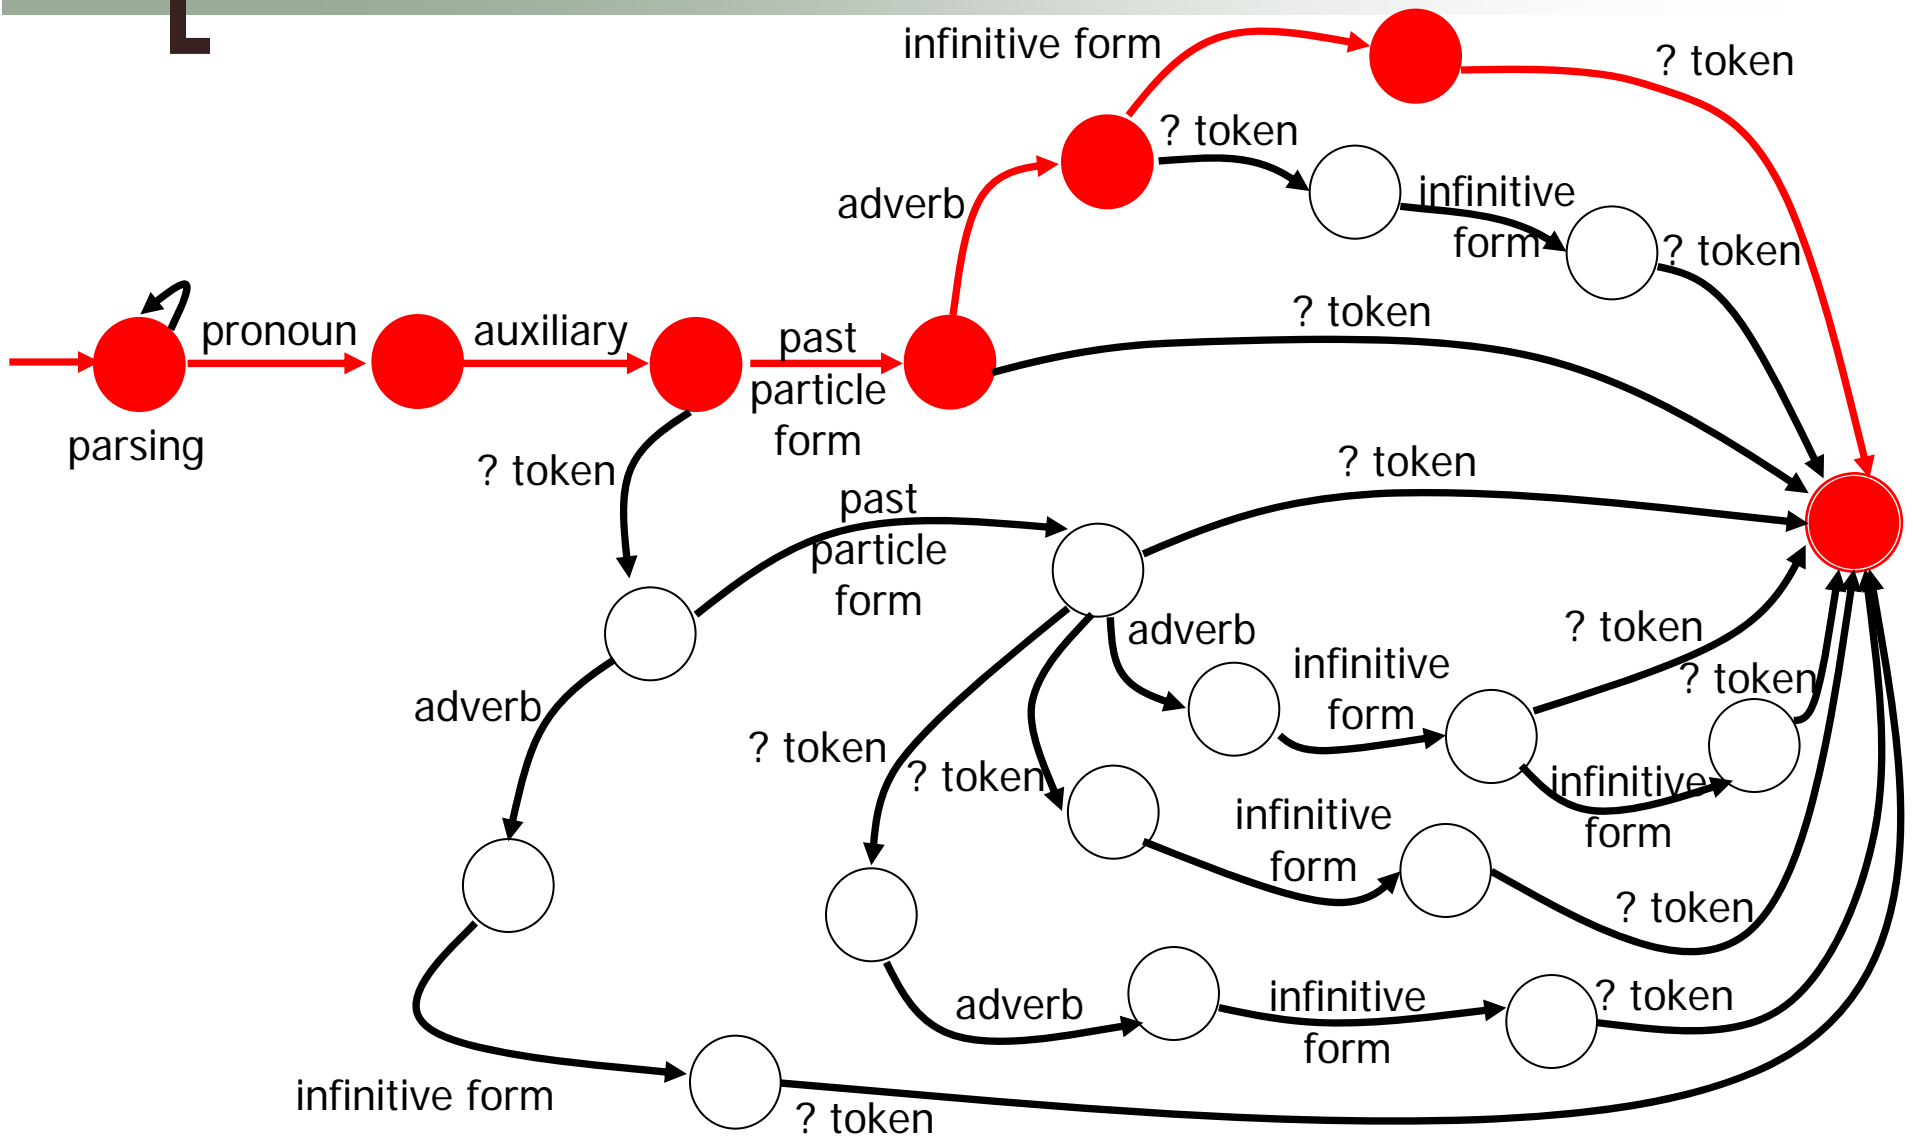 infinitive form
? token
? token
infinitive
form
? token
adverb
? token
pronoun
auxiliary
past
particle
form
parsing
? token
? token
past
particle
form
adverb
infinitive
form
? token
? token
adverb
? token
? token
infinitive
form
infinitive
form
? token
adverb
infinitive
form
? token
infinitive form
? token